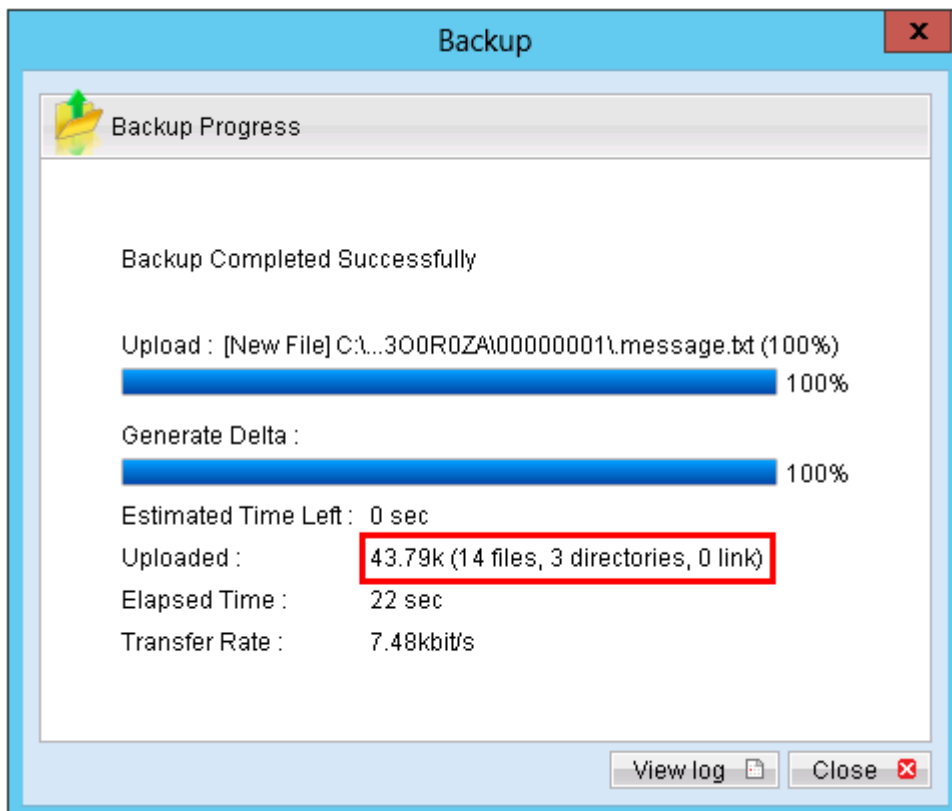 Backup
x
Backup Progress
Backup Completed Successfully
Upload : [New File] C:\...3O0R0ZA\00000001\.message.txt (100%)
100%
Generate Delta :
100%
Estimated Time Left : 0 sec
Uploaded : 43.79k (14 files, 3 directories, 0 link)
Elapsed Time : 22 sec
Transfer Rate : 7.48kbit/s
View log Close